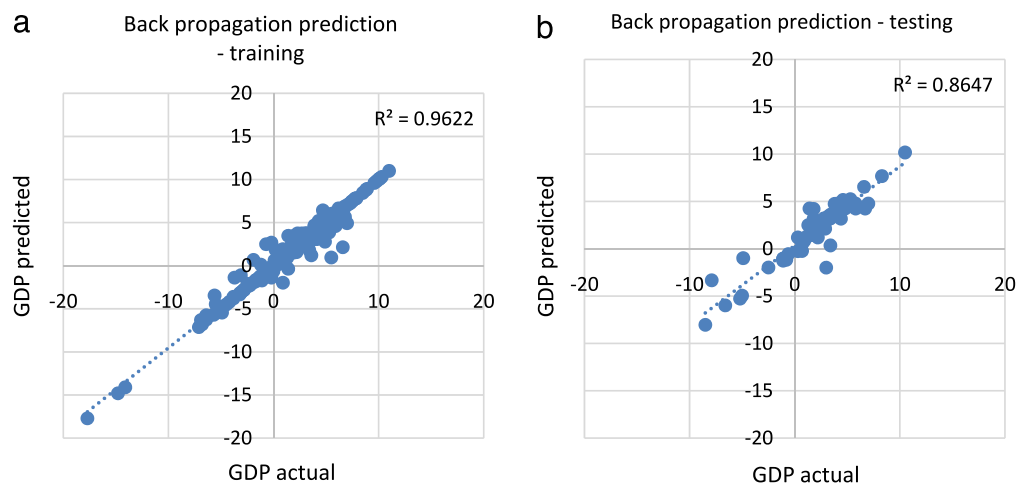 a
Back propagation prediction
- training
20
15
10
5
0
-5
-10
-15
-20
-20
-10
0
10
20
R² = 0.9622
GDP predicted
GDP actual
b
Back propagation prediction - testing
20
15
10
5
0
-5
-10
-15
-20
-20
-10
0
10
20
R² = 0.8647
GDP predicted
GDP actual